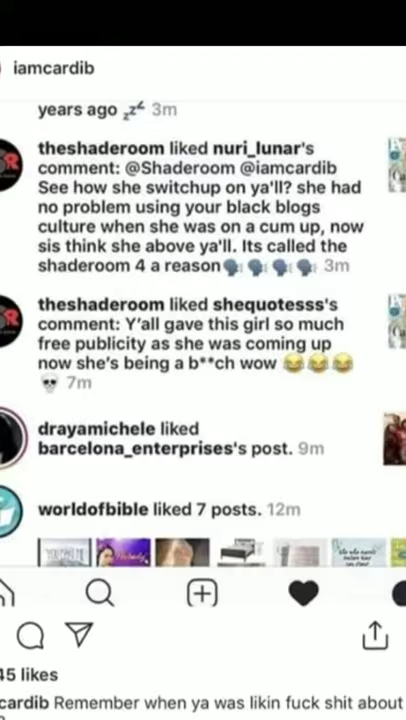 iamcardib
years ago 💤 3m
theshaderoom liked nuri_lunar's
comment: @Shaderoom @iamcardib
See how she switchup on ya'll? she had
no problem using your black blogs
culture when she was on a cum up, now
sis think she above ya'll. Its called the
shaderoom 4 a reason🗣🗣🗣🗣 3m
theshaderoom liked shequotesss's
comment: Y'all gave this girl so much
free publicity as she was coming up
now she's being a b**ch wow 😂😂😂
💀 7m
drayamichele liked
barcelona_enterprises's post. 9m
worldofbible liked 7 posts. 12m
45 likes
cardib Remember when ya was likin fuck shit about